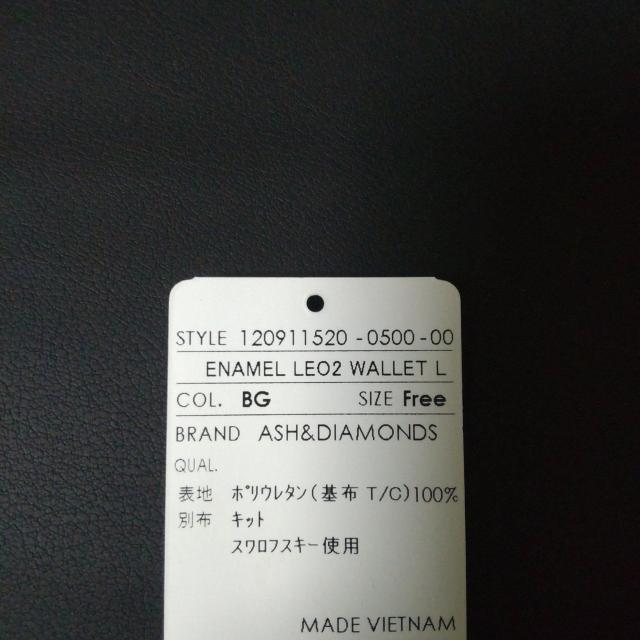 STYLE 120911520-0500-00
ENAMEL LEO2 WALLET L
COL. BG SIZE Free
BRAND ASH&DIAMONDS
QUAL.
表地 ﾎﾟﾘｳﾚﾀﾝ(基布 T/C)100%
別布 ｷｯﾄ
ｽﾜﾛﾌｽｷｰ使用
MADE VIETNAM